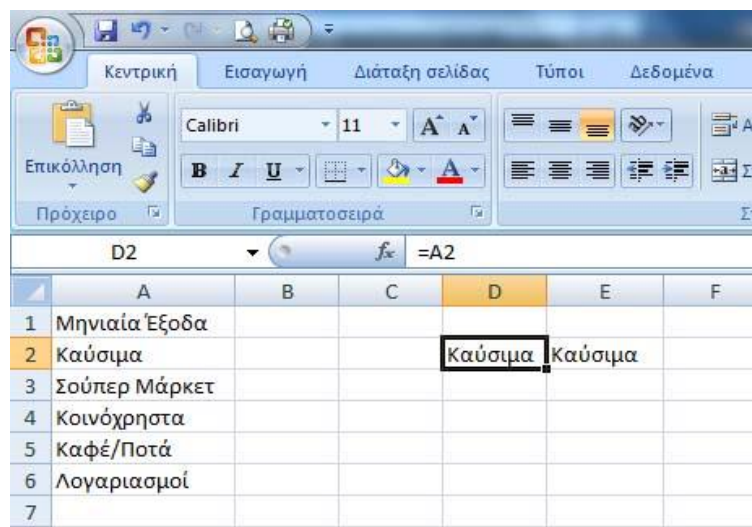 Κεντρική Εισαγωγή Διάταξη σελίδας Τύποι Δεδομένα
Calibri 11 A A
Επικόλληση
B I U A
Πρόχειρο Γραμματοσειρά
D2 fx =A2
A B C D E F
1 Μηνιαία Έξοδα
2 Καύσιμα Καύσιμα Καύσιμα
3 Σούπερ Μάρκετ
4 Κοινόχρηστα
5 Καφέ/Ποτά
6 Λογαριασμοί
7